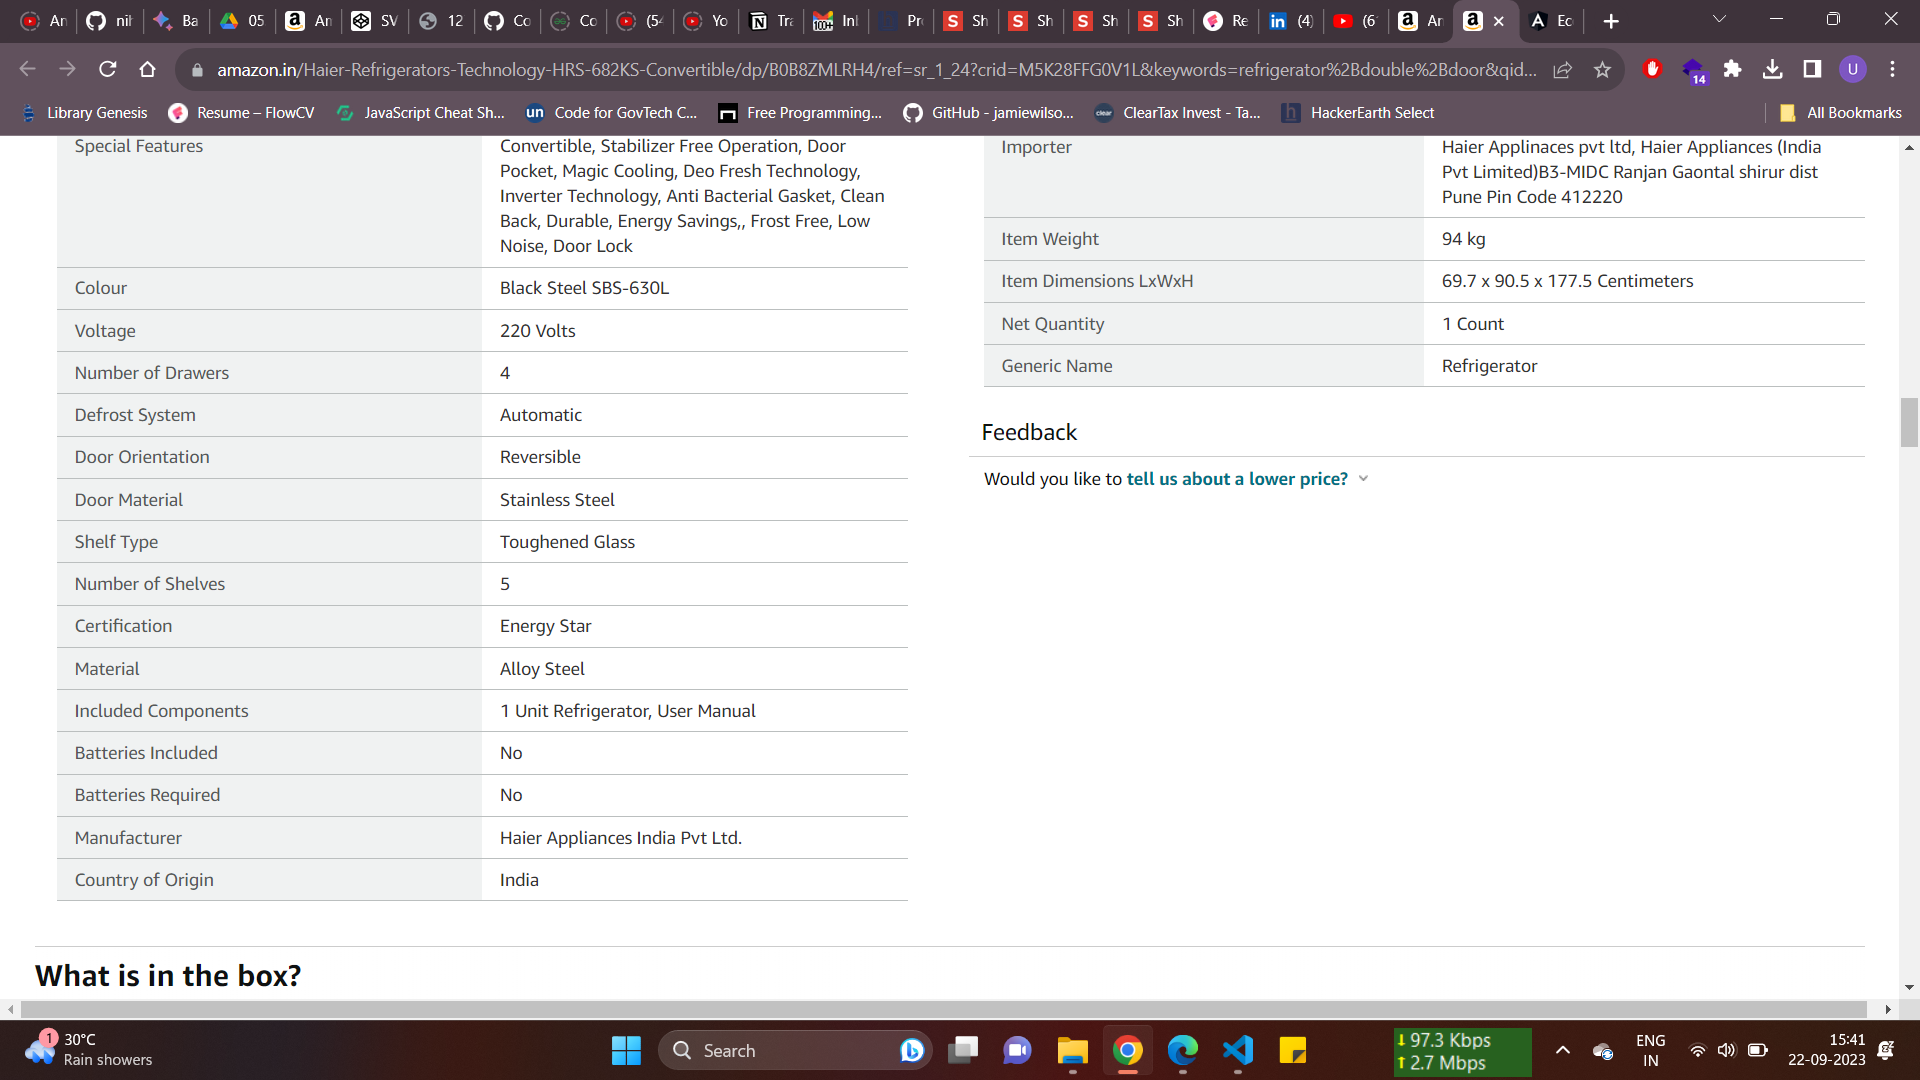 An
nih
Ba
05
An
SV
12
Co
Co
(54
Yo
Tra
100+
Inb
Pre
Sh
Sh
Sh
Sh
Re
(4)
(6
An
Ec
amazon.in/Haier-Refrigerators-Technology-HRS-682KS-Convertible/dp/B0B8ZMLRH4/ref=sr_1_24?crid=M5K28FFG0V1L&keywords=refrigerator%2Bdouble%2Bdoor&qid...
14
U
Library Genesis
Resume – FlowCV
JavaScript Cheat Sh...
un
Code for GovTech C...
Free Programming...
GitHub - jamiewilso...
clear
ClearTax Invest - Ta...
h
HackerEarth Select
All Bookmarks
Special Features
Convertible, Stabilizer Free Operation, Door
Pocket, Magic Cooling, Deo Fresh Technology,
Inverter Technology, Anti Bacterial Gasket, Clean
Back, Durable, Energy Savings,, Frost Free, Low
Noise, Door Lock
Colour
Black Steel SBS-630L
Voltage
220 Volts
Number of Drawers
4
Defrost System
Automatic
Door Orientation
Reversible
Door Material
Stainless Steel
Shelf Type
Toughened Glass
Number of Shelves
5
Certification
Energy Star
Material
Alloy Steel
Included Components
1 Unit Refrigerator, User Manual
Batteries Included
No
Batteries Required
No
Manufacturer
Haier Appliances India Pvt Ltd.
Country of Origin
India
Importer
Haier Applinaces pvt ltd, Haier Appliances (India
Pvt Limited)B3-MIDC Ranjan Gaontal shirur dist
Pune Pin Code 412220
Item Weight
94 kg
Item Dimensions LxWxH
69.7 x 90.5 x 177.5 Centimeters
Net Quantity
1 Count
Generic Name
Refrigerator
Feedback
Would you like to tell us about a lower price?
What is in the box?
1
30°C
Rain showers
Search
97.3 Kbps
2.7 Mbps
ENG
IN
15:41
22-09-2023